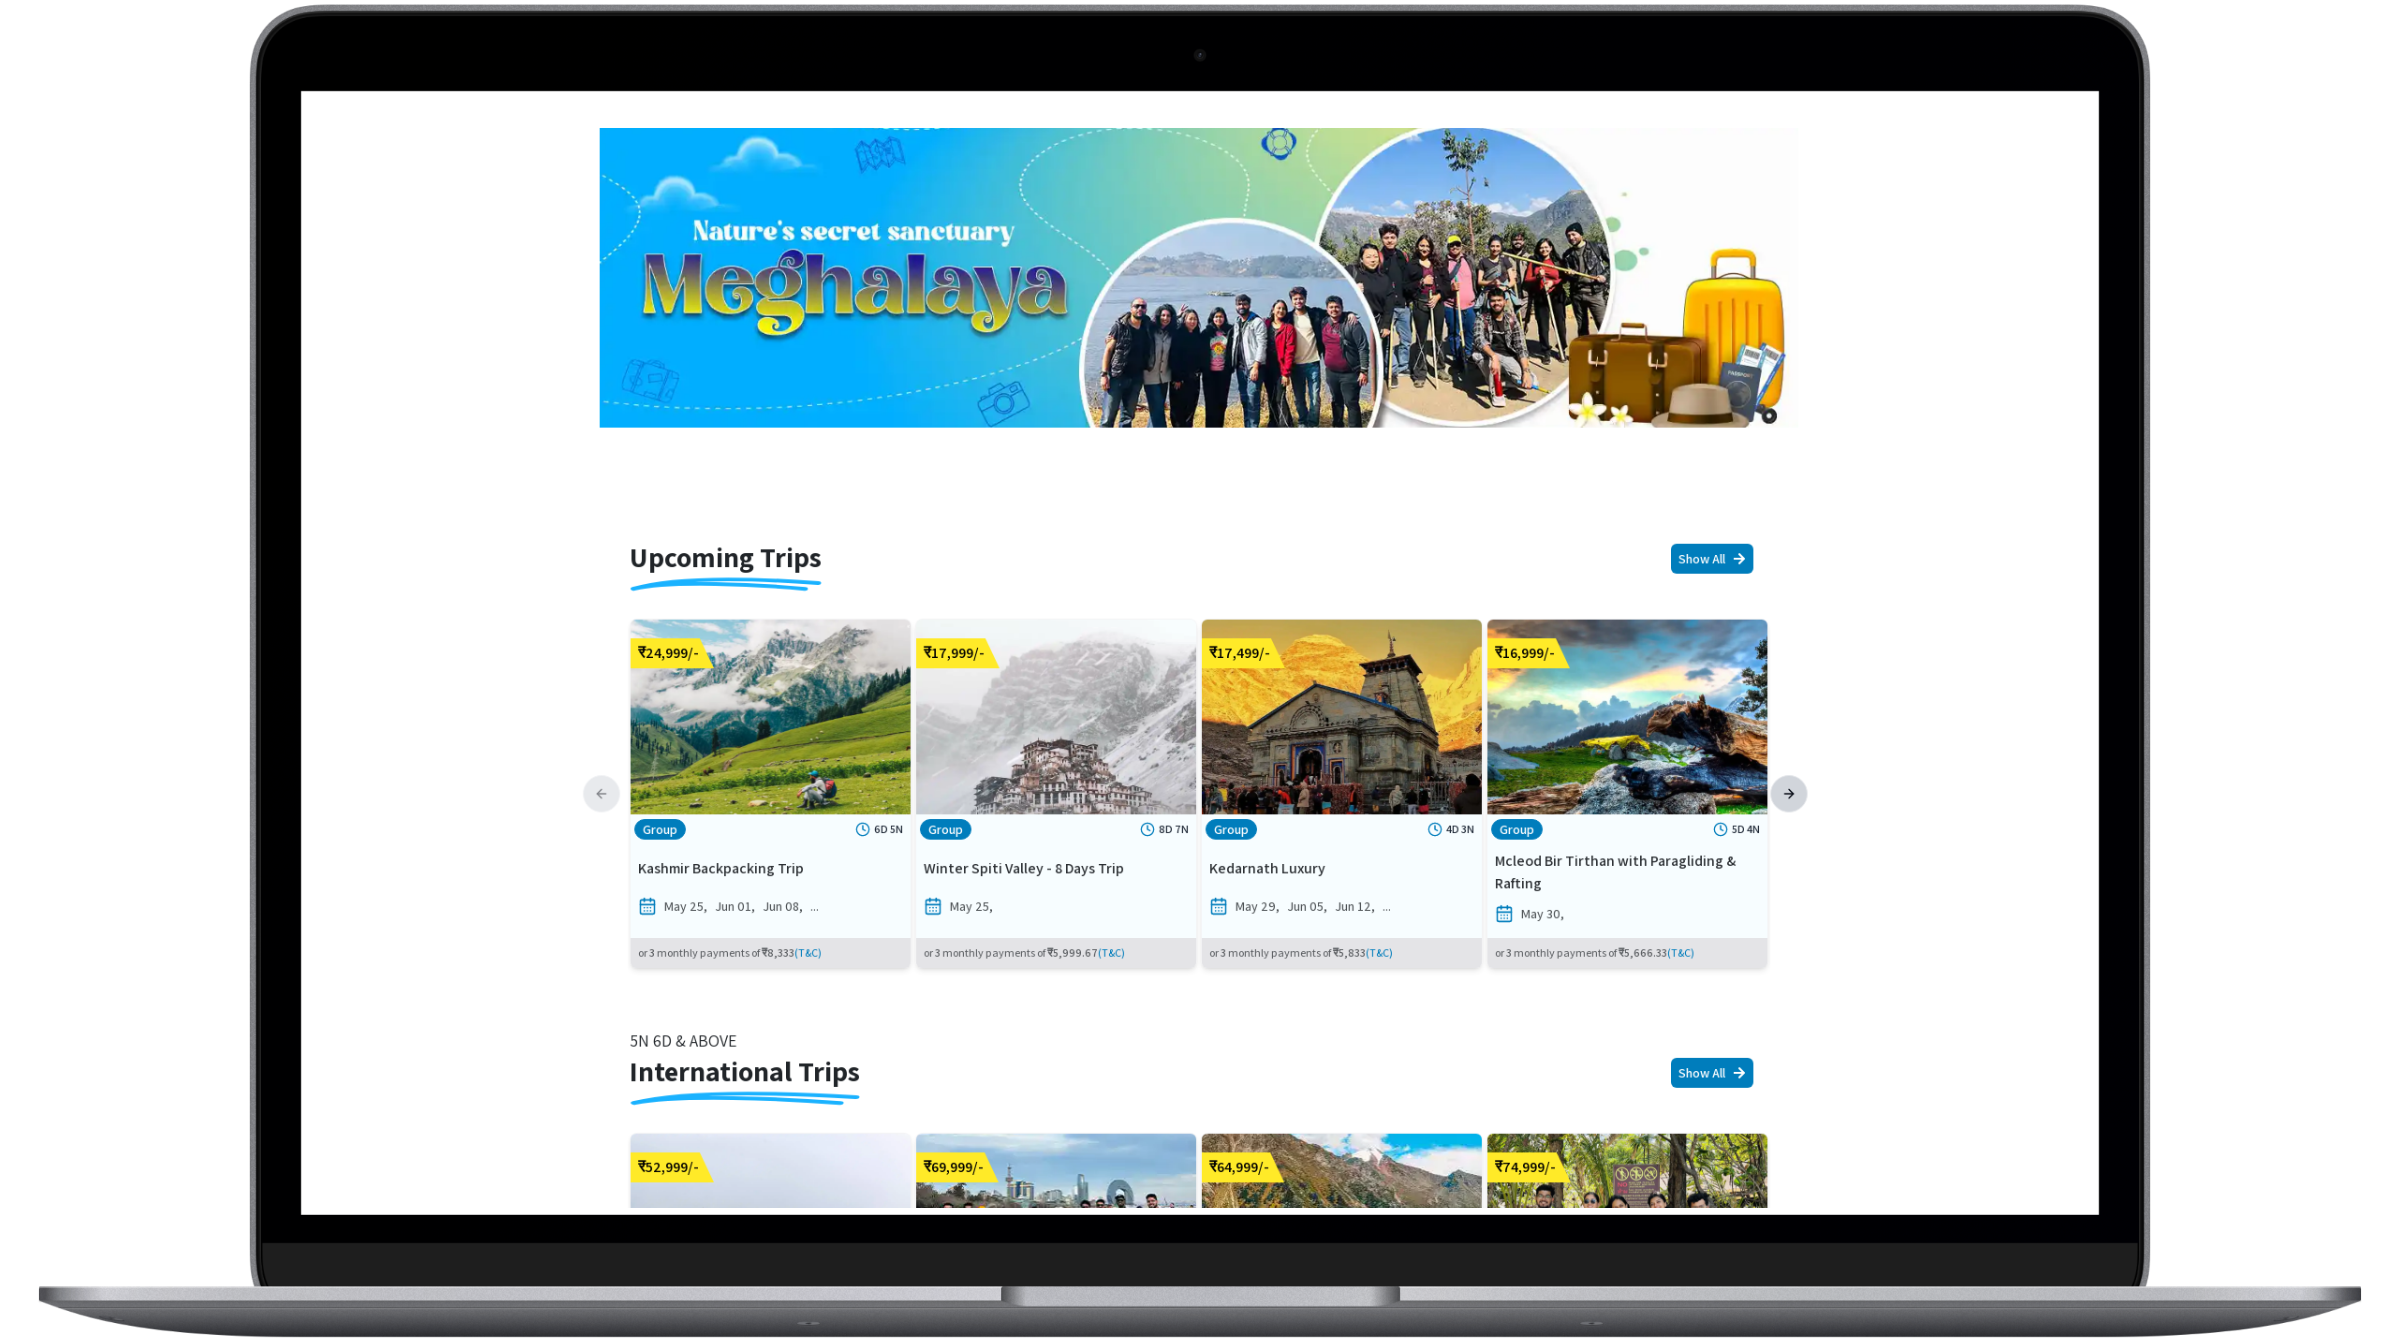 Nature's secret sanctuary
Meghalaya
PASSPORT
Upcoming Trips
Show All
₹24,999/-
₹17,999/-
₹17,499/-
₹16,999/-
Group
6D 5N
Group
8D 7N
Group
4D 3N
Group
5D 4N
Kashmir Backpacking Trip
Winter Spiti Valley - 8 Days Trip
Kedarnath Luxury
Mcleod Bir Tirthan with Paragliding &
Rafting
May 25, Jun 01, Jun 08, ...
May 25,
May 29, Jun 05, Jun 12, ...
May 30,
or 3 monthly payments of ₹8,333(T&C)
or 3 monthly payments of ₹5,999.67(T&C)
or 3 monthly payments of ₹5,833(T&C)
or 3 monthly payments of ₹5,666.33(T&C)
5N 6D & ABOVE
International Trips
Show All
₹52,999/-
₹69,999/-
₹64,999/-
₹74,999/-